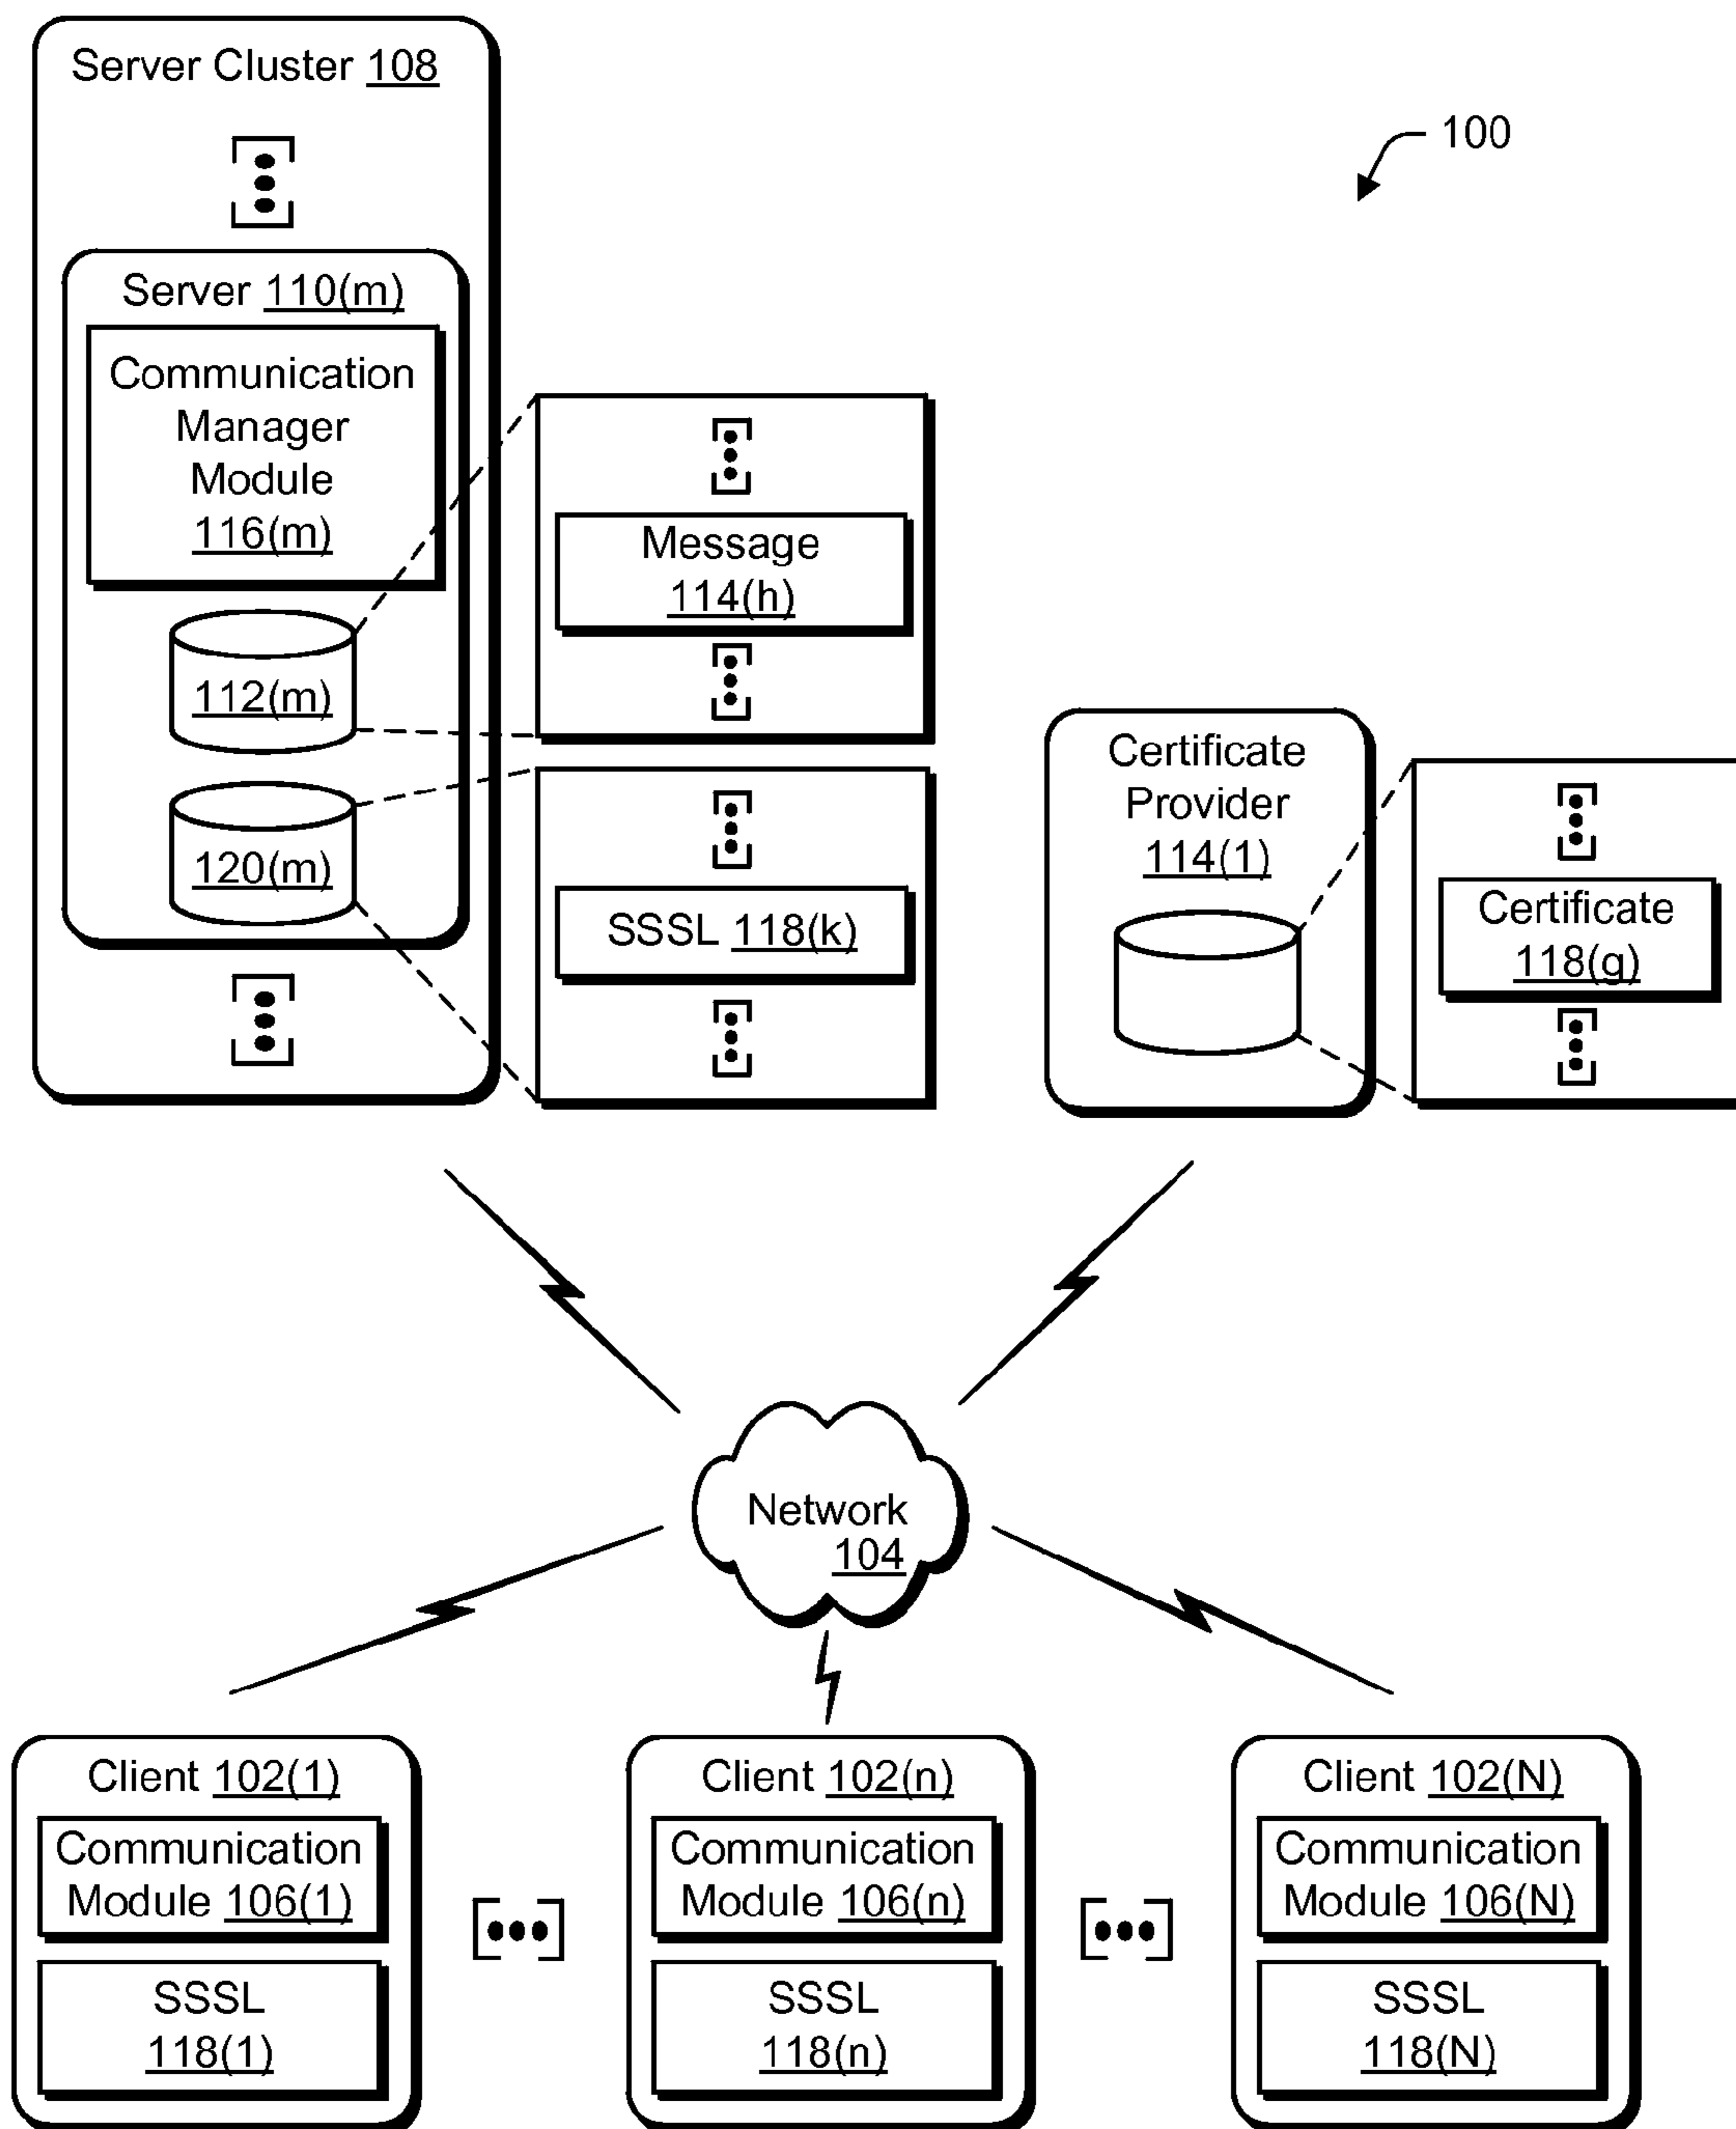 Server Cluster 108
100
Server 110(m)
Communication
Manager
Module
116(m)
112(m)
120(m)
Message
114(h)
SSSL 118(k)
Certificate
Provider
114(1)
Certificate
118(g)
Network
104
Client 102(1)
Communication
Module 106(1)
SSSL
118(1)
Client 102(n)
Communication
Module 106(n)
SSSL
118(n)
Client 102(N)
Communication
Module 106(N)
SSSL
118(N)